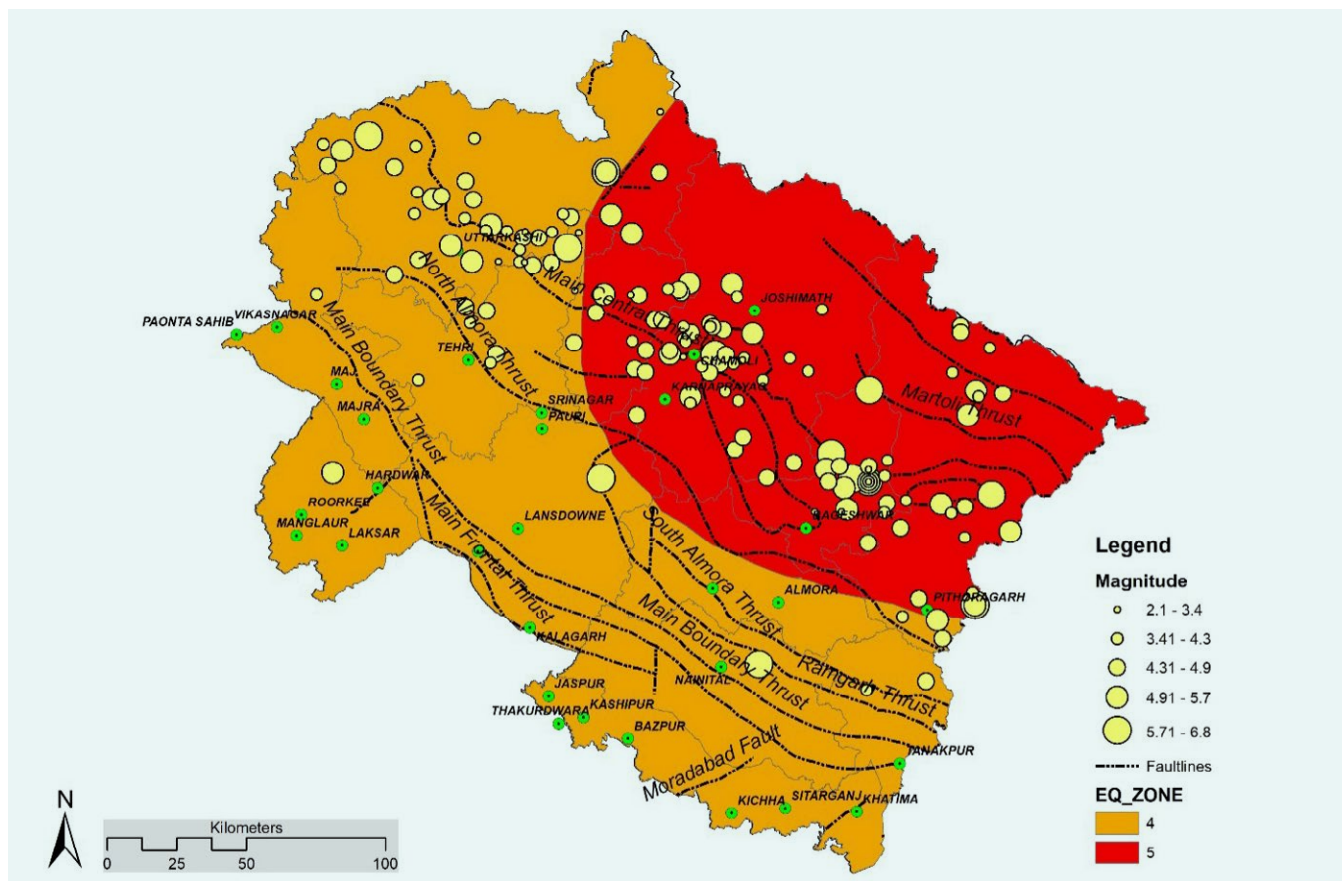 UTTARKASHI
North Almora Thrust
Main Central Thrust
JOSHIMATH
PAONTA SAHIB
VIKASNAGAR
Main Boundary Thrust
TEHRI
CHAMOLI
MAJ
KARNAPRAYAG
Martoli Thrust
MAJRA
SRINAGAR
PAURI
HARDWAR
ROORKEE
MANGLAUR
LAKSAR
LANSDOWNE
BAGESHWAR
Main Frontal Thrust
South Almora Thrust
ALMORA
PITHORAGARH
KALAGARH
Main Boundary Thrust
NAINITAL
Ramgarh Thrust
JASPUR
THAKURDWARA
KASHIPUR
BAZPUR
Moradabad Fault
TANAKPUR
KICHHA
SITARGANJ
KHATIMA
Legend
Magnitude
2.1 - 3.4
3.41 - 4.3
4.31 - 4.9
4.91 - 5.7
5.71 - 6.8
Faultlines
EQ_ZONE
4
5
N
Kilometers
0 25 50 100